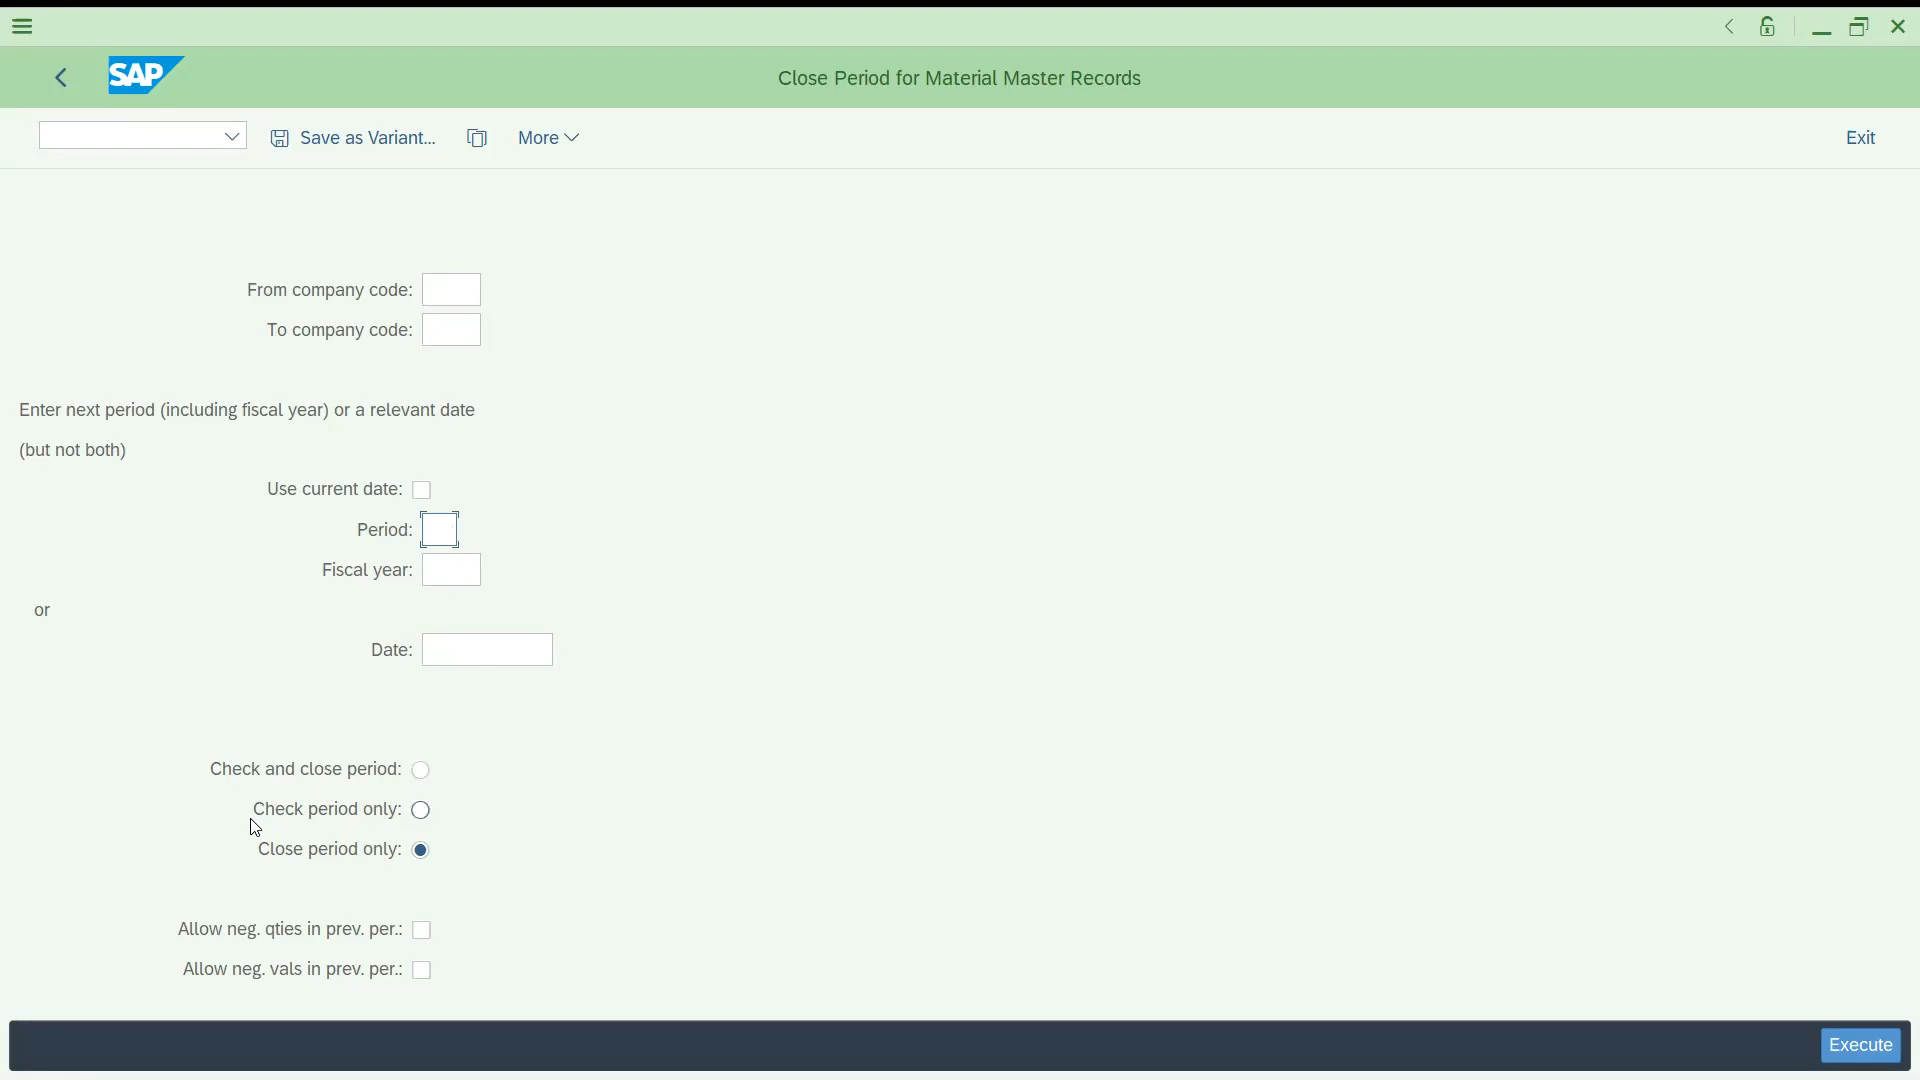 SAP
Close Period for Material Master Records
Save as Variant...
More
Exit
From company code:
To company code:
Enter next period (including fiscal year) or a relevant date
(but not both)
Use current date:
Period:
Fiscal year:
or
Date:
Check and close period:
Check period only:
Close period only:
Allow neg. qties in prev. per.:
Allow neg. vals in prev. per.:
Execute